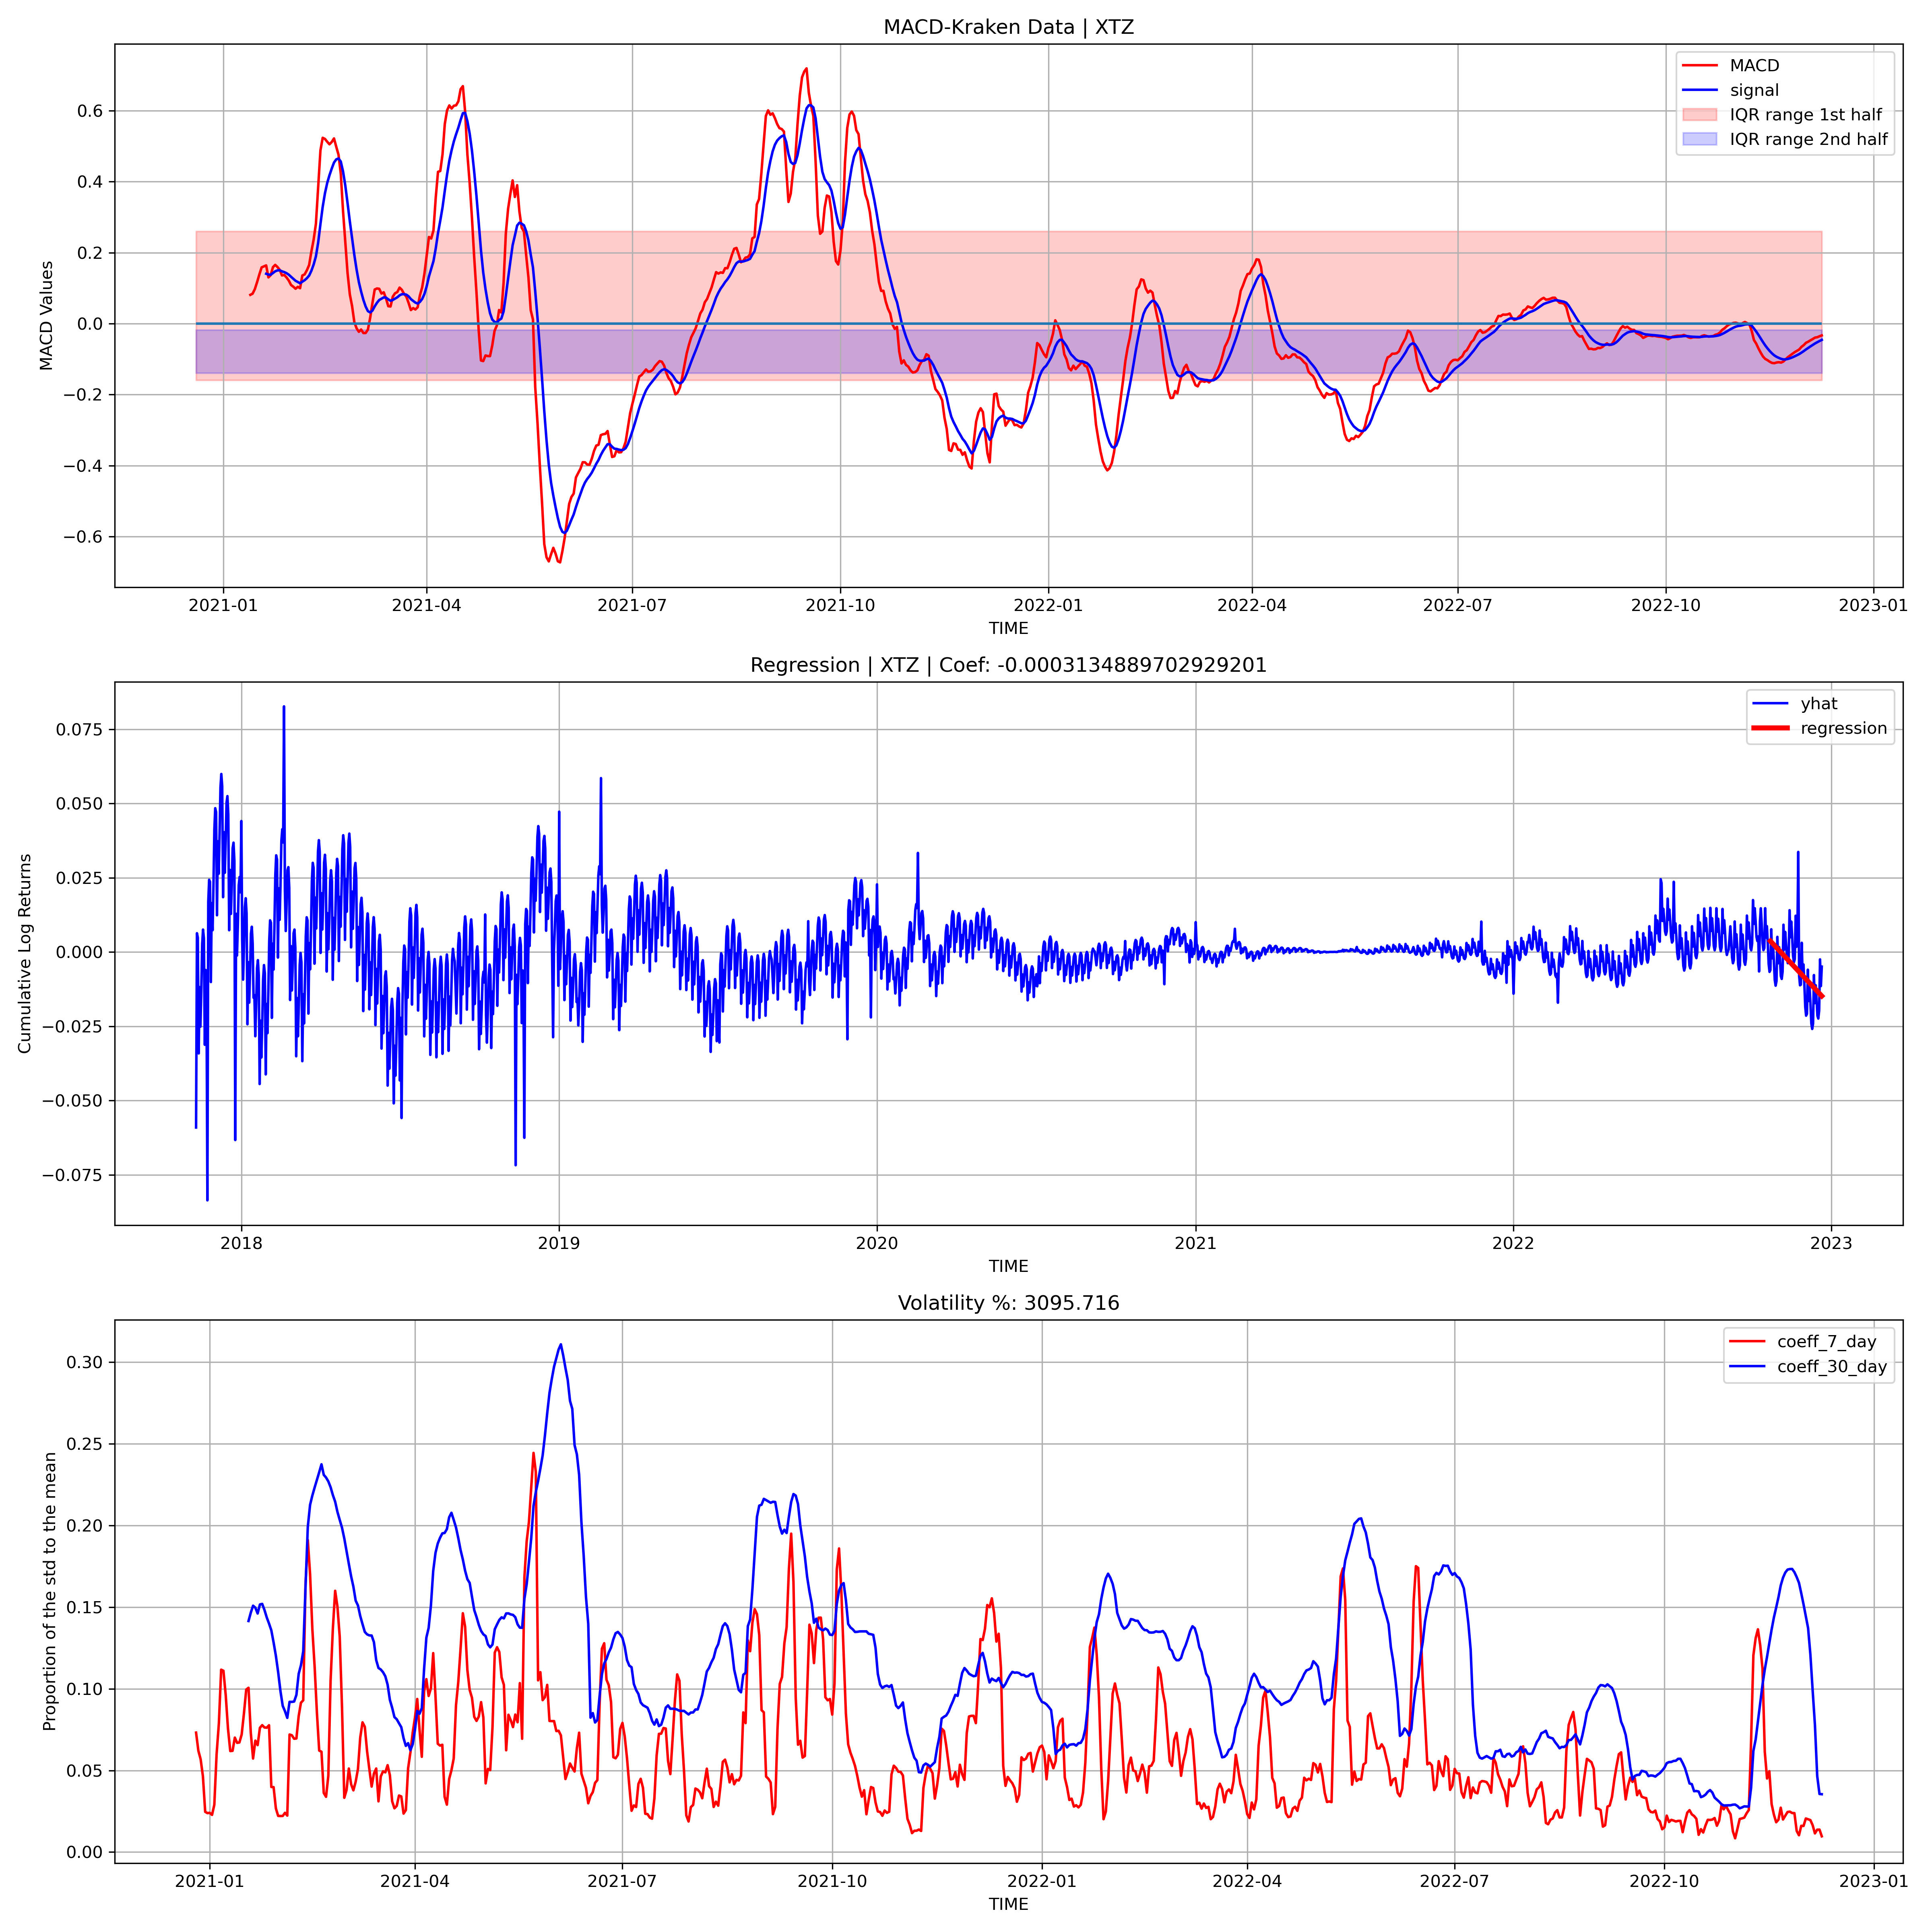 MACD-Kraken Data | XTZ
MACD
signal
IQR range 1st half
IQR range 2nd half
MACD Values
0.6
0.4
0.2
0.0
−0.2
−0.4
−0.6
2021-01 2021-04 2021-07 2021-10 2022-01 2022-04 2022-07 2022-10 2023-01
TIME
Regression | XTZ | Coef: -0.0003134889702929201
yhat
regression
Cumulative Log Returns
0.075
0.050
0.025
0.000
−0.025
−0.050
−0.075
2018 2019 2020 2021 2022 2023
TIME
Volatility %: 3095.716
coeff_7_day
coeff_30_day
Proportion of the std to the mean
0.30
0.25
0.20
0.15
0.10
0.05
0.00
2021-01 2021-04 2021-07 2021-10 2022-01 2022-04 2022-07 2022-10 2023-01
TIME